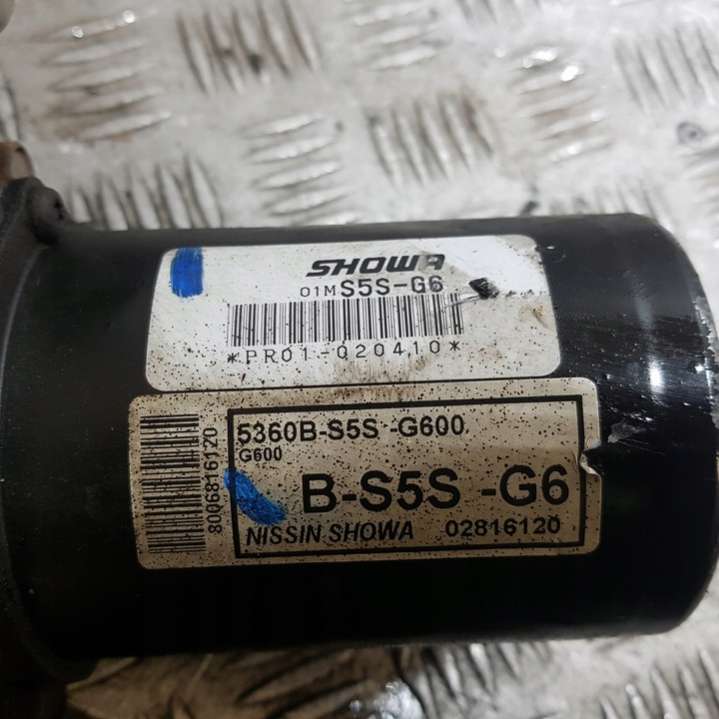 SHOWA
01M S5S-G6
*PR01-020410*
8006816120
5360B-S5S -G600
G600
B-S5S -G6
NISSIN SHOWA 02816120